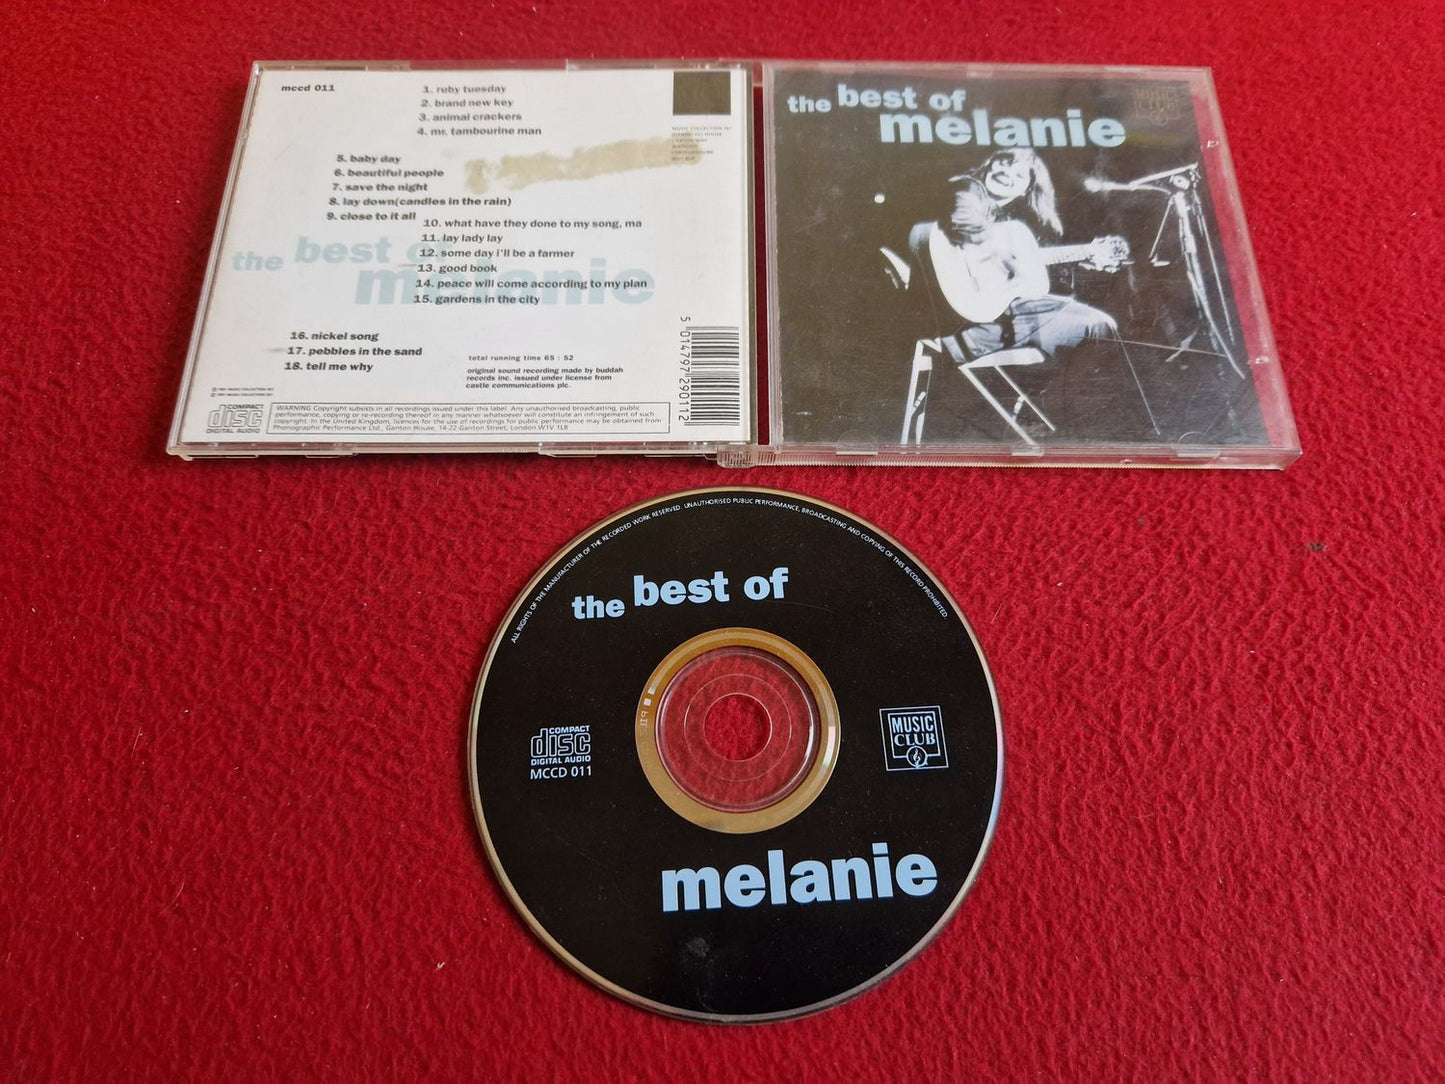 mccd 011
1. ruby tuesday
2. brand new key
3. animal crackers
4. mr. tambourine man
5. baby day
6. beautiful people
7. save the night
8. lay down(candles in the rain)
9. close to it all
10. what have they done to my song, ma
11. lay lady lay
12. some day i'll be a farmer
13. good book
14. peace will come according to my plan
15. gardens in the city
the best of
melanie
16. nickel song
17. pebbles in the sand
18. tell me why
total running time 65 : 52
original sound recording made by buddah
records inc. issued under license from
castle communications plc.
5 014797 290112
COMPACT
disc
DIGITAL AUDIO
WARNING Copyright subsists in all recordings issued under this label. Any unauthorised broadcasting, public
performance, copying or re-recording thereof in any manner whatsoever will constitute an infringement of such
copyright. In the United Kingdom, licences for the use of recordings for public performance may be obtained from
Phonographic Performance Ltd., Ganton House, 14-22 Ganton Street, London W1V 1LB
the best of
melanie
MUSIC
CLUB
ALL RIGHTS OF THE MANUFACTURER OF THE RECORDED WORK RESERVED. UNAUTHORISED PUBLIC PERFORMANCE, BROADCASTING AND COPYING OF THIS RECORD PROHIBITED.
the best of
COMPACT
disc
DIGITAL AUDIO
MCCD 011
MUSIC
CLUB
melanie